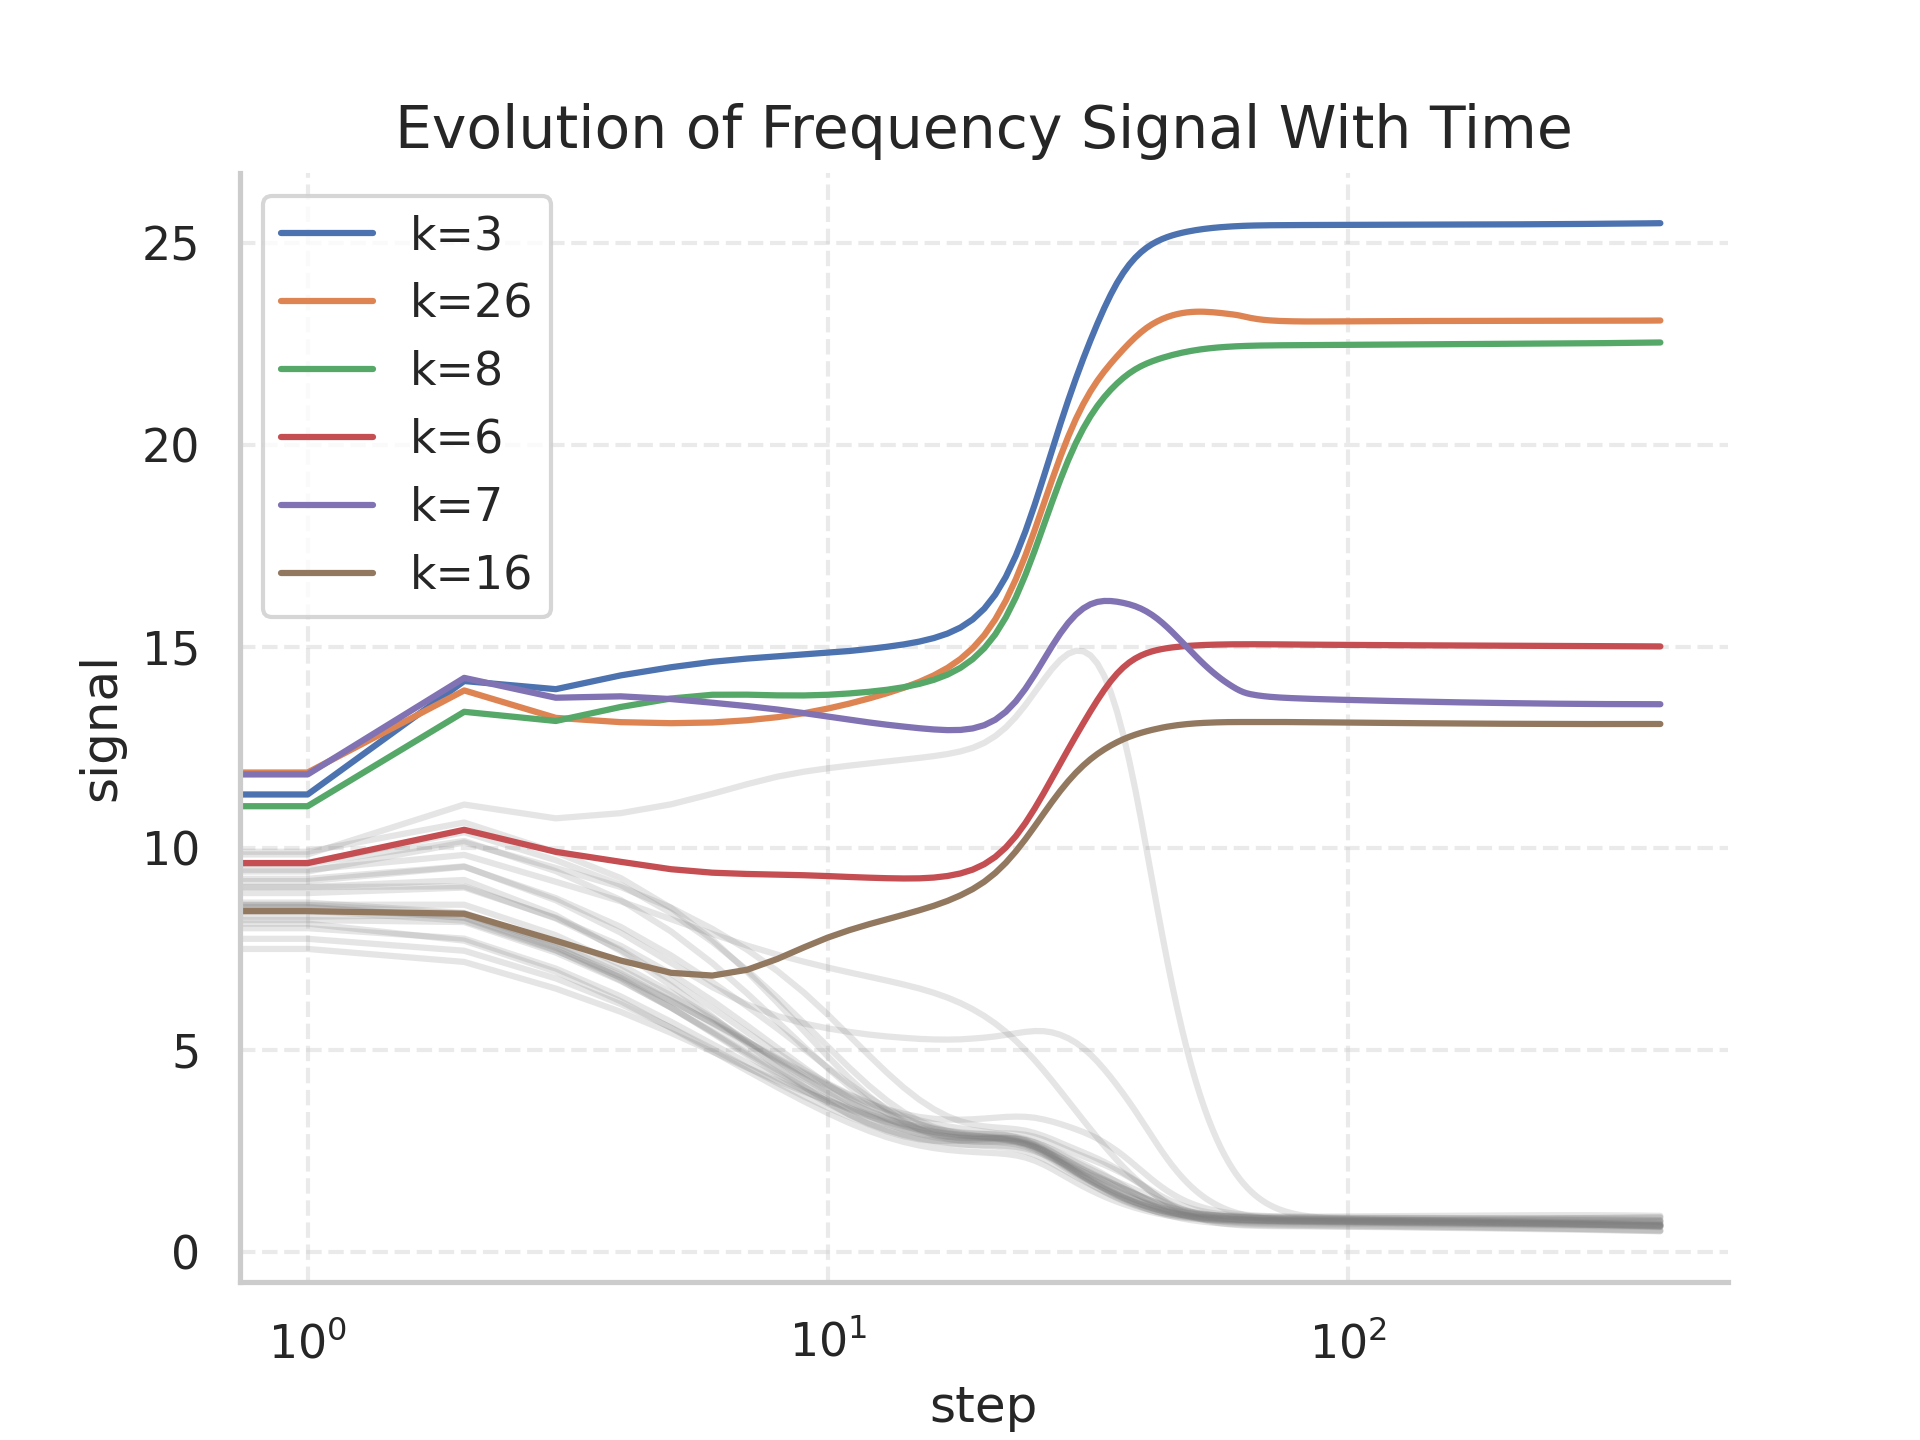 Evolution of Frequency Signal With Time
k=3
k=26
k=8
k=6
k=7
k=16
signal
25
20
15
10
5
0
10⁰
10¹
10²
step